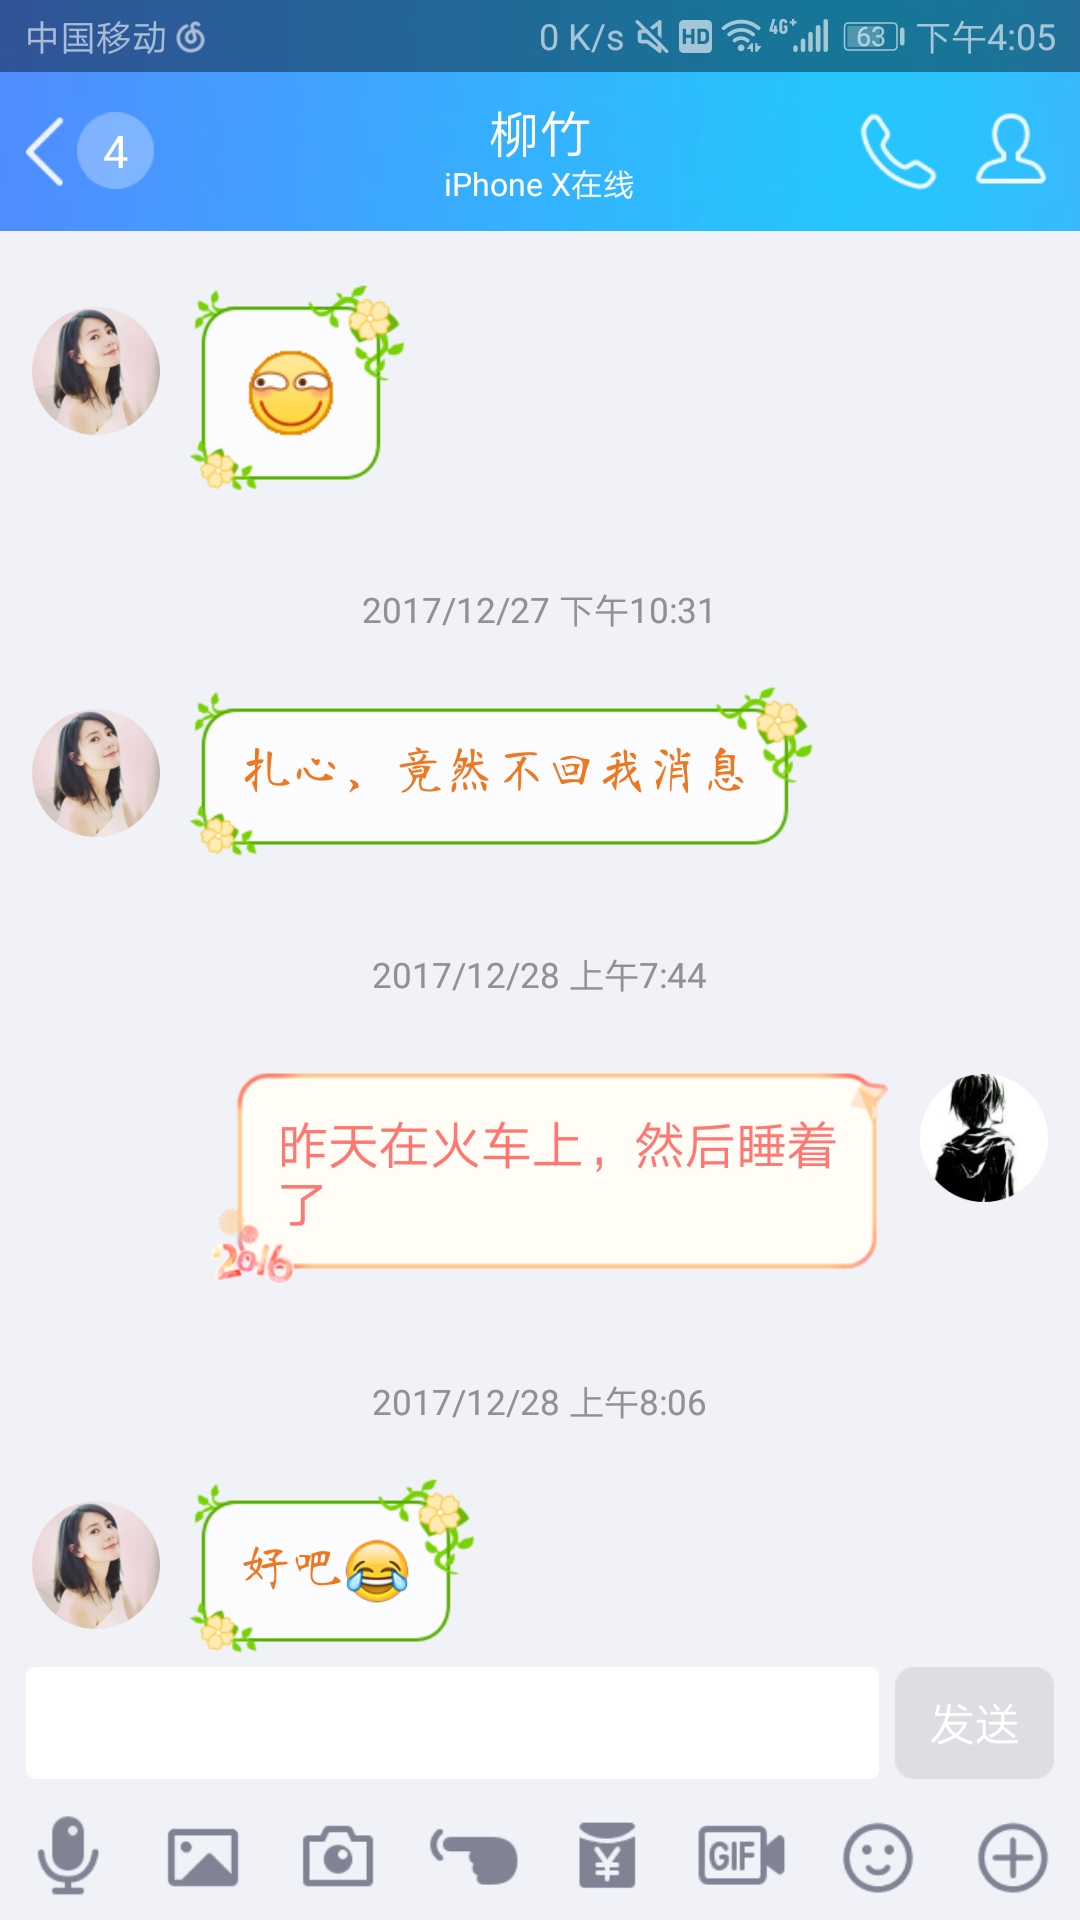 中国移动 0 K/s HD 4G+ 63 下午4:05
4 柳竹
iPhone X在线
2017/12/27 下午10:31
扎心，竟然不回我消息
2017/12/28 上午7:44
昨天在火车上，然后睡着
了
2016
2017/12/28 上午8:06
好吧
发送
¥ GIF